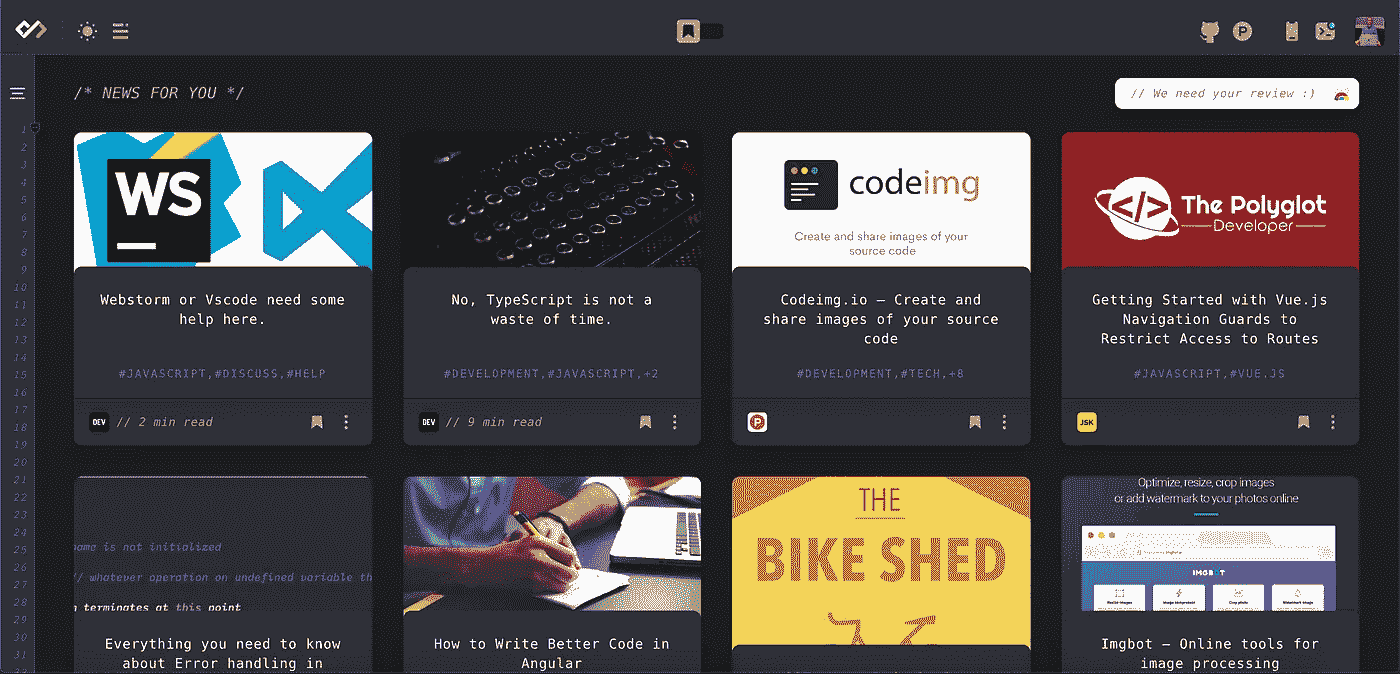 /* NEWS FOR YOU */
// We need your review :)
1
2
3
4
5
6
7
8
9
10
11
12
13
14
15
16
17
18
19
20
21
22
23
24
25
26
27
28
29
30
31
WS
Webstorm or Vscode need some
help here.
#JAVASCRIPT,#DISCUSS,#HELP
DEV // 2 min read
No, TypeScript is not a
waste of time.
#DEVELOPMENT,#JAVASCRIPT,+2
DEV // 9 min read
codeimg
Create and share images of your
source code
Codeimg.io – Create and
share images of your source
code
#DEVELOPMENT,#TECH,+8
P
The Polyglot
Developer
Getting Started with Vue.js
Navigation Guards to
Restrict Access to Routes
#JAVASCRIPT,#VUE.JS
JSK
name is not initialized
// whatever operation on undefined variable th
n terminates at this point
Everything you need to know
about Error handling in
How to Write Better Code in
Angular
THE
BIKE SHED
Optimize, resize, crop images
or add watermark to your photos online
IMGBOT
Imgbot – Online tools for
image processing